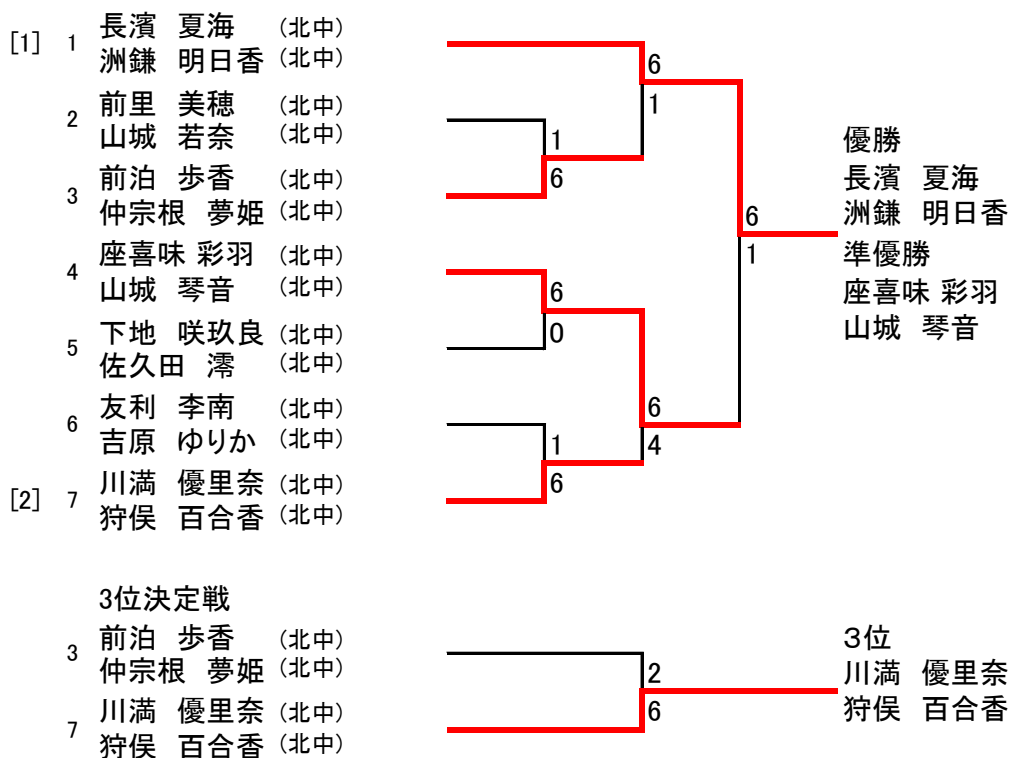 [1] 1 長濱 夏海 (北中)
洲鎌 明日香 (北中)
6
2 前里 美穂 (北中)
1
山城 若奈 (北中)
1
優勝
3 前泊 歩香 (北中)
6
長濱 夏海
仲宗根 夢姫 (北中)
6
洲鎌 明日香
4 座喜味 彩羽 (北中)
1
準優勝
山城 琴音 (北中)
6
座喜味 彩羽
5 下地 咲玖良 (北中)
0
山城 琴音
佐久田 澪 (北中)
6 友利 李南 (北中)
6
吉原 ゆりか (北中)
1
4
[2] 7 川満 優里奈 (北中)
6
狩俣 百合香 (北中)
3位決定戦
3 前泊 歩香 (北中)
3位
仲宗根 夢姫 (北中)
2
川満 優里奈
7 川満 優里奈 (北中)
6
狩俣 百合香
狩俣 百合香 (北中)